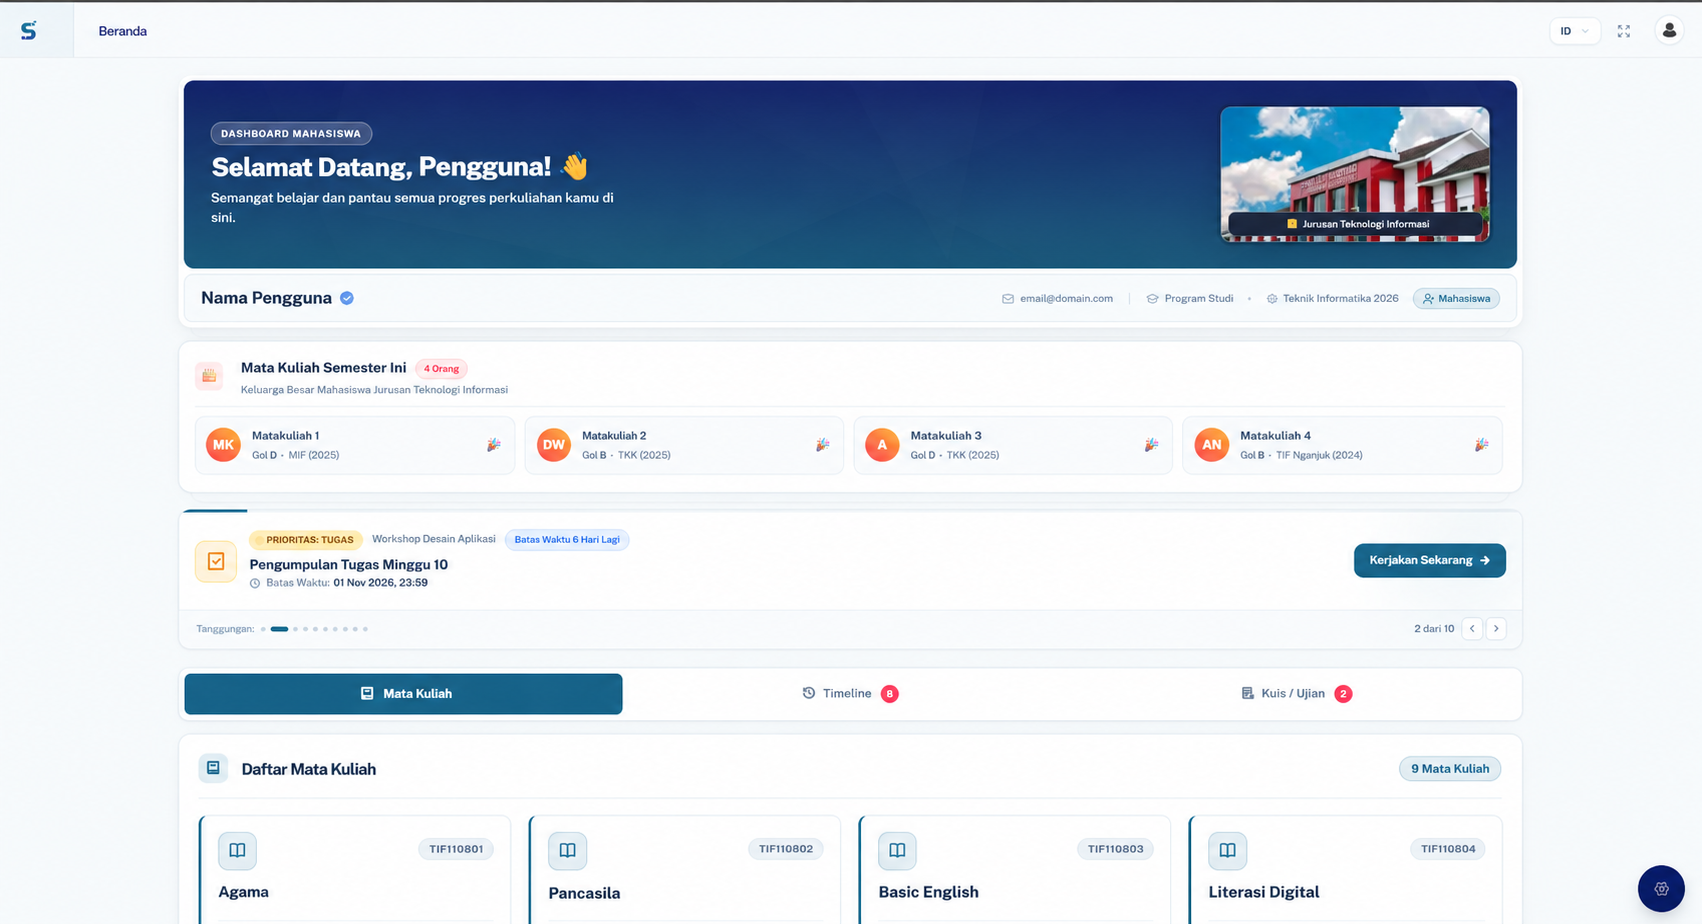 S
Beranda
ID
DASHBOARD MAHASISWA
Selamat Datang, Pengguna! 👋
Semangat belajar dan pantau semua progres perkuliahan kamu di
sini.
Jurusan Teknologi Informasi
Nama Pengguna
email@domain.com
Program Studi
•
Teknik Informatika 2026
Mahasiswa
Mata Kuliah Semester Ini
4 Orang
Keluarga Besar Mahasiswa Jurusan Teknologi Informasi
MK
Matakuliah 1
Gol D • MIF (2025)
DW
Matakuliah 2
Gol B • TKK (2025)
A
Matakuliah 3
Gol D • TKK (2025)
AN
Matakuliah 4
Gol B • TIF Nganjuk (2024)
PRIORITAS: TUGAS
Workshop Desain Aplikasi
Batas Waktu 6 Hari Lagi
Pengumpulan Tugas Minggu 10
Batas Waktu: 01 Nov 2026, 23:59
Kerjakan Sekarang →
Tanggungan:
2 dari 10
Mata Kuliah
Timeline 8
Kuis / Ujian 2
Daftar Mata Kuliah
9 Mata Kuliah
TIF110801
Agama
TIF110802
Pancasila
TIF110803
Basic English
TIF110804
Literasi Digital